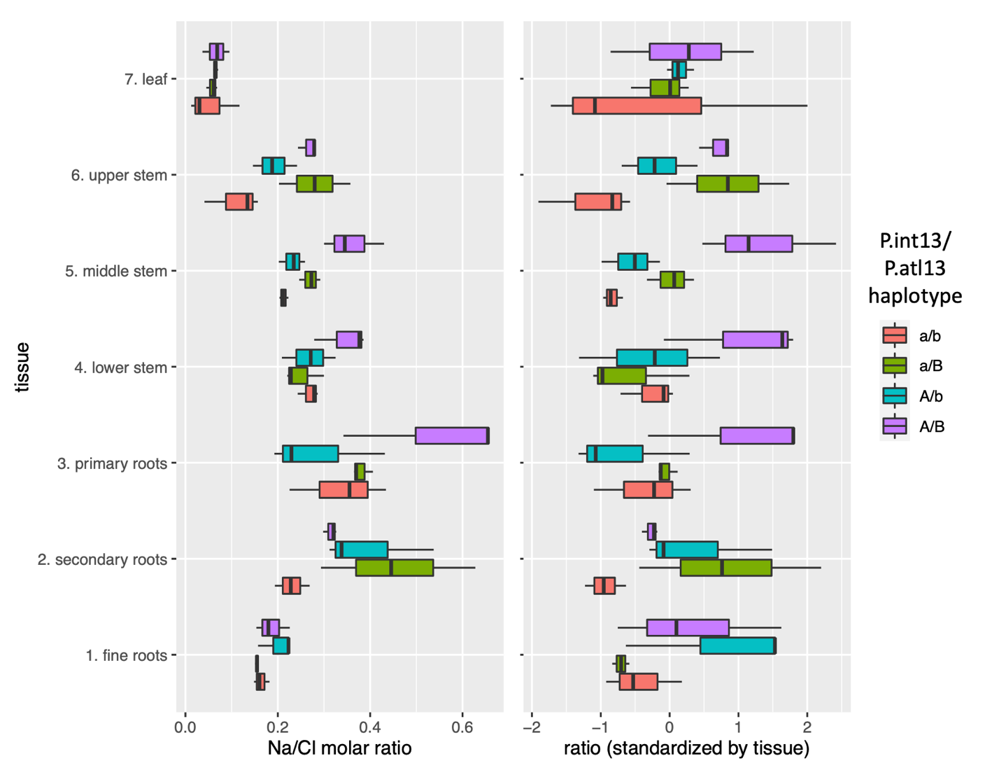 tissue
7. leaf
6. upper stem
5. middle stem
4. lower stem
3. primary roots
2. secondary roots
1. fine roots
0.0 0.2 0.4 0.6
Na/Cl molar ratio
−2 −1 0 1 2
ratio (standardized by tissue)
P.int13/
P.atl13
haplotype
a/b
a/B
A/b
A/B